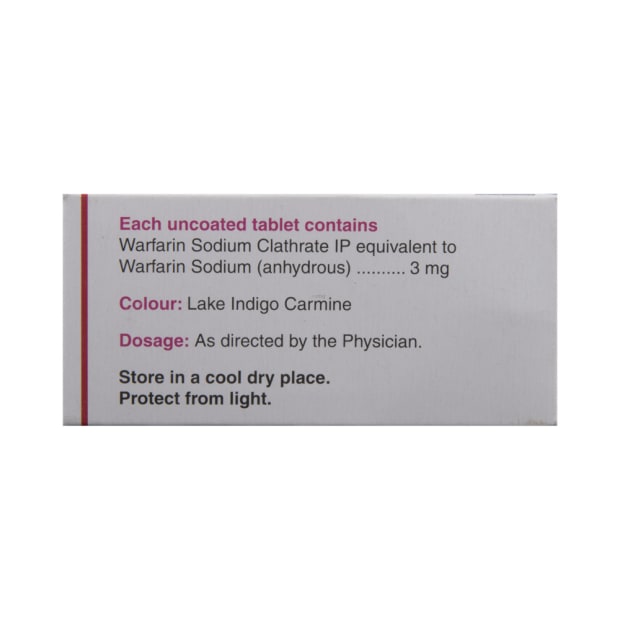 Each uncoated tablet contains
Warfarin Sodium Clathrate IP equivalent to
Warfarin Sodium (anhydrous) .......... 3 mg
Colour: Lake Indigo Carmine
Dosage: As directed by the Physician.
Store in a cool dry place.
Protect from light.